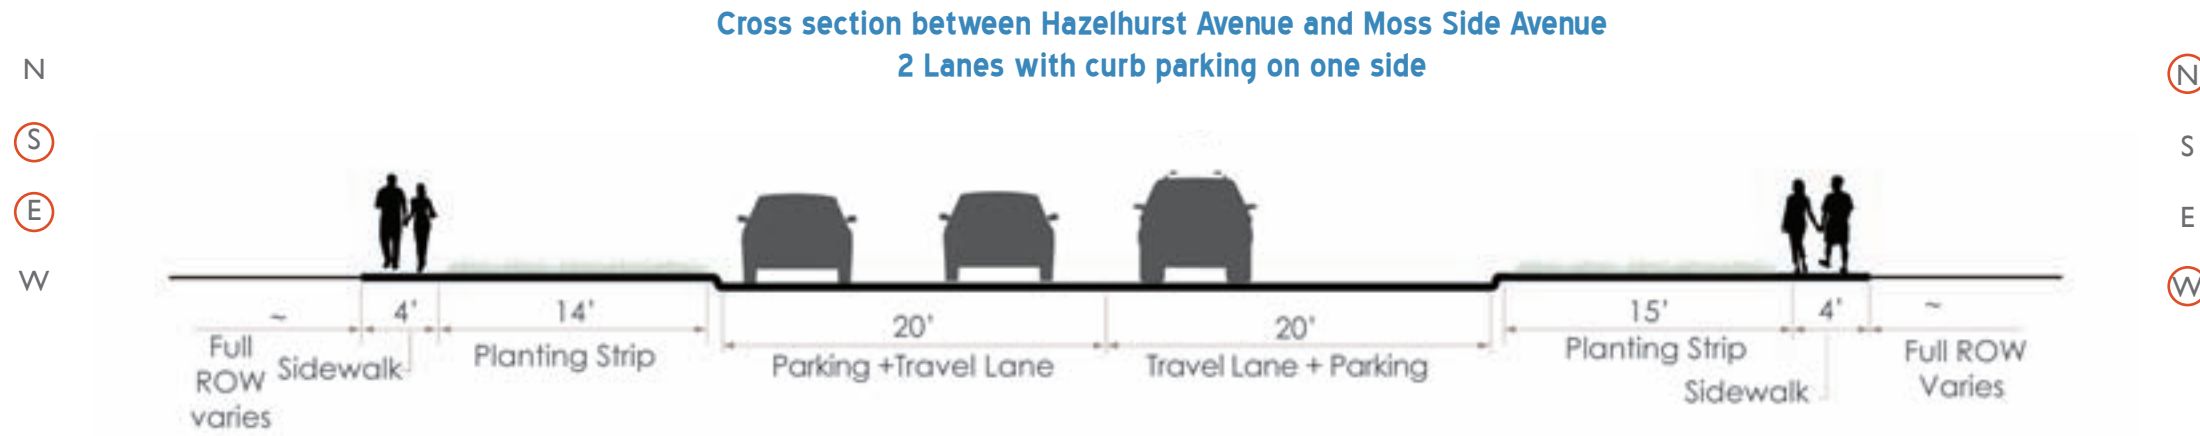 Cross section between Hazelhurst Avenue and Moss Side Avenue
2 Lanes with curb parking on one side
N
S
E
W
N
S
E
W
~
4'
14'
20'
20'
15'
4'
~
Full
ROW
varies
Sidewalk
Planting Strip
Parking +Travel Lane
Travel Lane + Parking
Planting Strip
Sidewalk
Full ROW
Varies